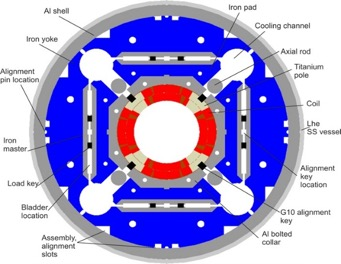 Al shell
Iron pad
Cooling channel
Iron yoke
Axial rod
Titanium
pole
Alignment
pin location
Coil
Lhe
SS vessel
Iron
master
Alignment
key
location
Load key
Bladder
location
G10 alignment
key
Assembly,
alignment
slots
Al bolted
collar